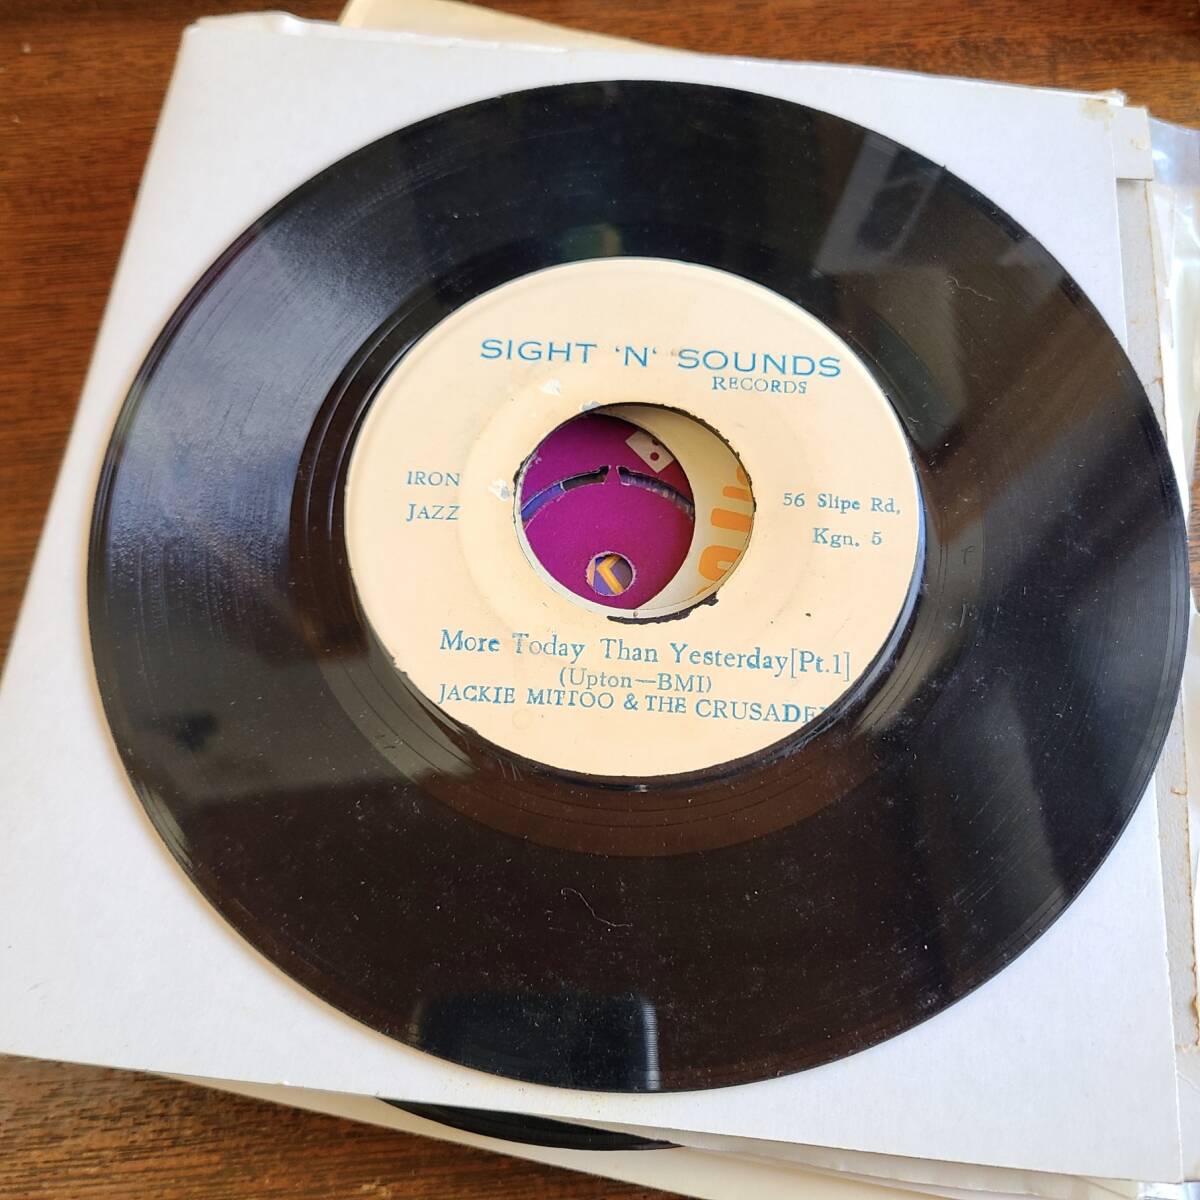 SIGHT 'N' SOUNDS
RECORDS
IRON
JAZZ
56 Slipe Rd,
Kgn. 5
More Today Than Yesterday[Pt.1]
(Upton—BMI)
JACKIE MITTOO & THE